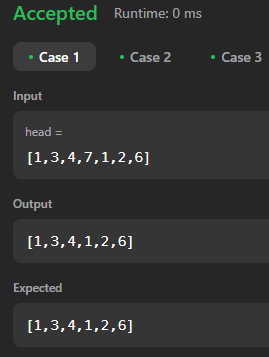 Accepted Runtime: 0 ms
• Case 1 • Case 2 • Case 3
Input
head =
[1,3,4,7,1,2,6]
Output
[1,3,4,1,2,6]
Expected
[1,3,4,1,2,6]